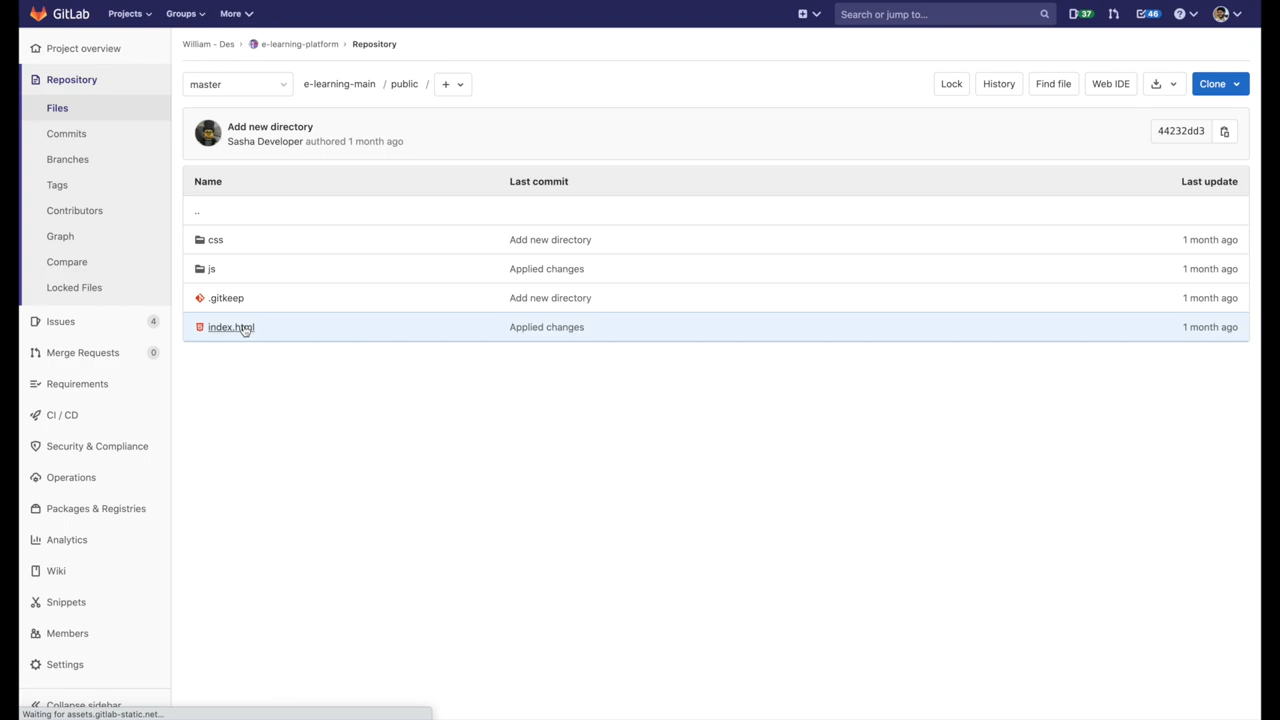 GitLab Projects Groups More Search or jump to... 37 46
William - Des › e-learning-platform › Repository
Project overview
Repository
Files
Commits
Branches
Tags
Contributors
Graph
Compare
Locked Files
Issues 4
Merge Requests 0
Requirements
CI / CD
Security & Compliance
Operations
Packages & Registries
Analytics
Wiki
Snippets
Members
Settings
Collapse sidebar
Waiting for assets.gitlab-static.net...
master e-learning-main / public / + Lock History Find file Web IDE Clone
Add new directory
Sasha Developer authored 1 month ago
44232dd3
Name Last commit Last update
..
css Add new directory 1 month ago
js Applied changes 1 month ago
.gitkeep Add new directory 1 month ago
index.html Applied changes 1 month ago